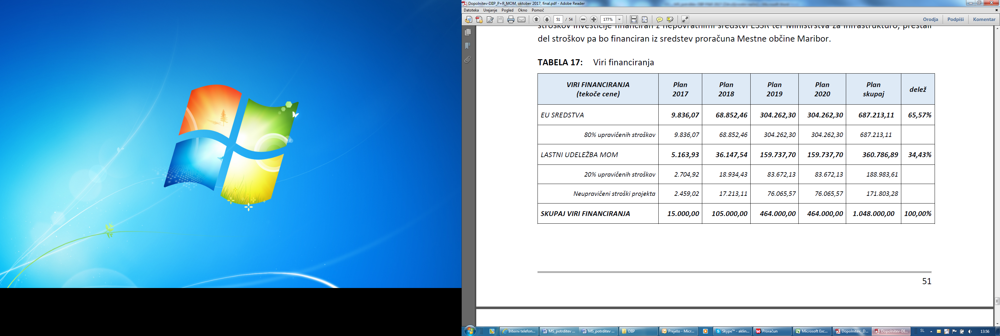 Dopolnitev-DIIP_P+R_MOM, oktober 2017, final.pdf - Adobe Reader
Datoteka Urejanje Pogled Okno Pomoč
51 / 54 177% Orodja Podpiši Komentar
stroškov investicije financiran z nepovratnimi sredstvi ESSR ter Ministrstva za infrastrukturo, preostali
del stroškov pa bo financiran iz sredstev proračuna Mestne občine Maribor.
TABELA 17: Viri financiranja
VIRI FINANCIRANJA (tekoče cene) Plan 2017 Plan 2018 Plan 2019 Plan 2020 Plan skupaj delež
EU SREDSTVA 9.836,07 68.852,46 304.262,30 304.262,30 687.213,11 65,57%
80% upravičenih stroškov 9.836,07 68.852,46 304.262,30 304.262,30 687.213,11
LASTNI UDELEŽBA MOM 5.163,93 36.147,54 159.737,70 159.737,70 360.786,89 34,43%
20% upravičenih stroškov 2.704,92 18.934,43 83.672,13 83.672,13 188.983,61
Neupravičeni stroški projekta 2.459,02 17.213,11 76.065,57 76.065,57 171.803,28
SKUPAJ VIRI FINANCIRANJA 15.000,00 105.000,00 464.000,00 464.000,00 1.048.000,00 100,00%
51
Interni telefon... MS_potrditev ... MS_potrditev ... DIIP Prejeto - Micr... Skype™ - aklin... Proračun Microsoft Exc... Dopolnitev,_D... Dopolnitev-DI... SL 13:56